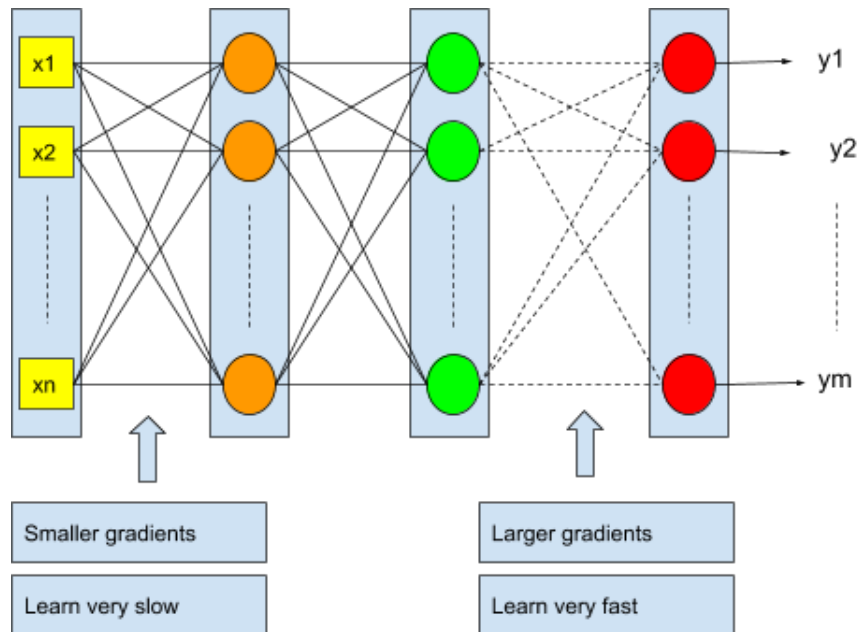 x1
y1
x2
y2
xn
ym
Smaller gradients
Larger gradients
Learn very slow
Learn very fast